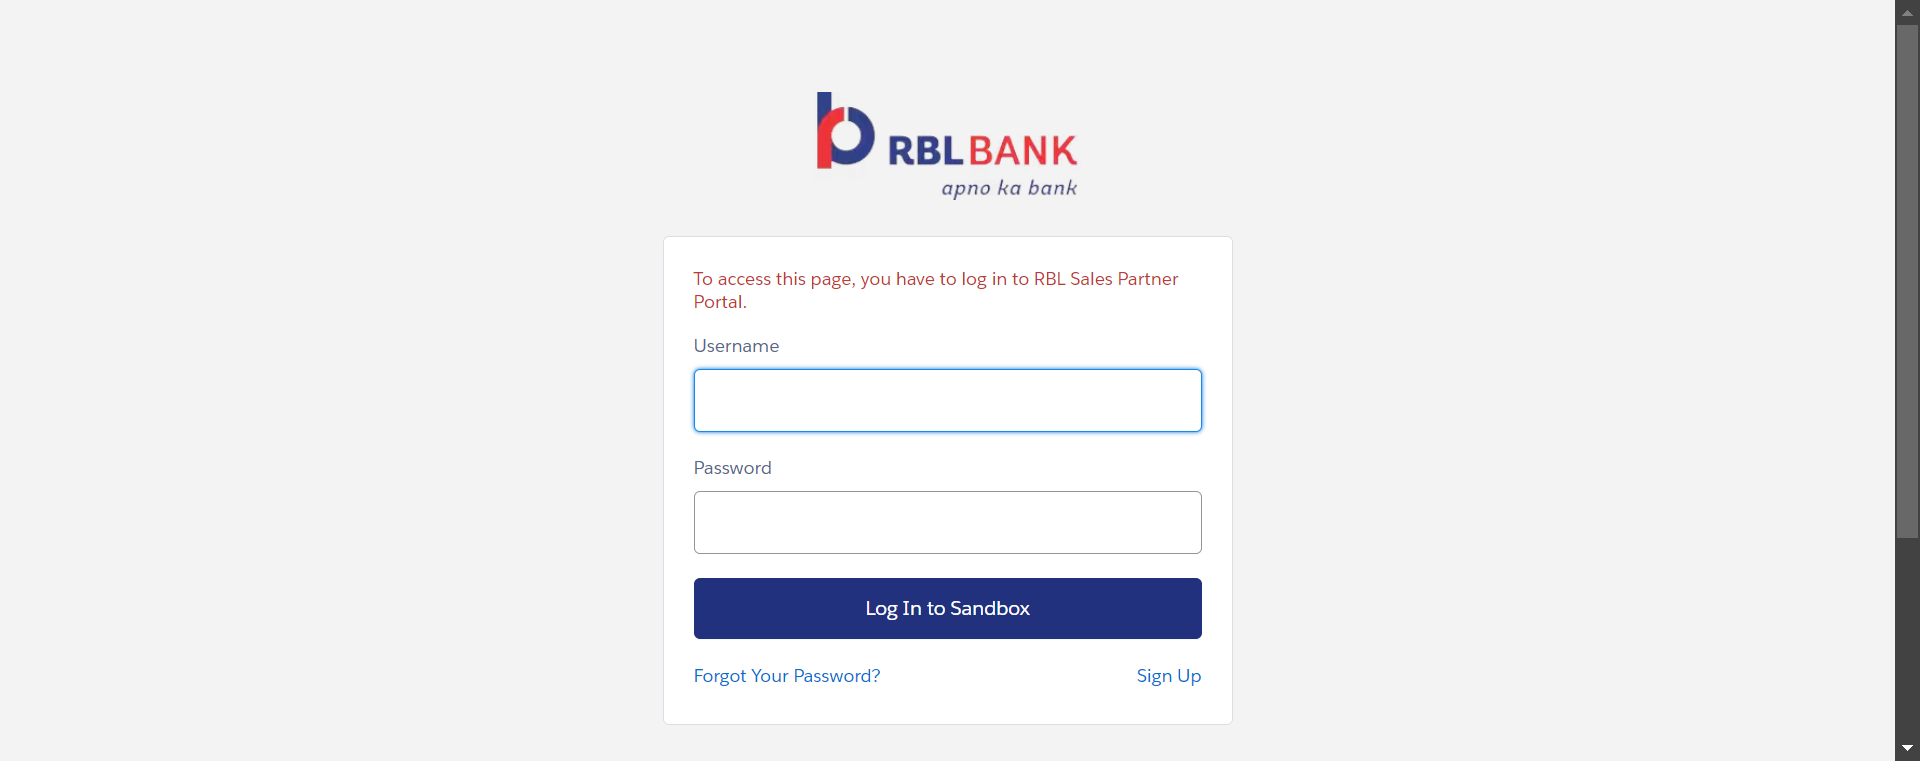 RBLBANK
apno ka bank
To access this page, you have to log in to RBL Sales Partner
Portal.
Username
Password
Log In to Sandbox
Forgot Your Password?
Sign Up